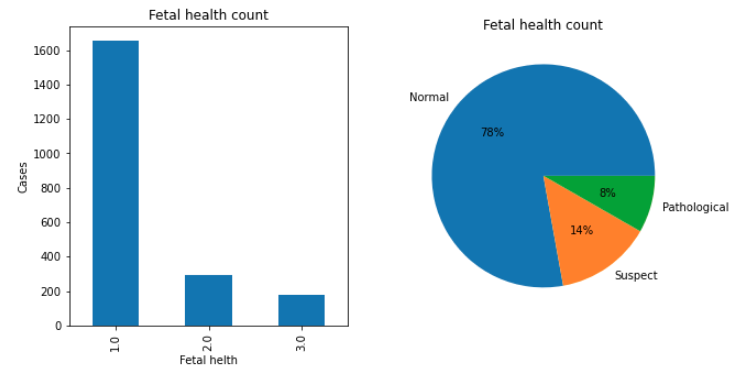 Fetal health count
1600
1400
1200
1000
800
600
400
200
0
Cases
1.0
2.0
3.0
Fetal helth
Fetal health count
Normal
78%
8%
Pathological
14%
Suspect